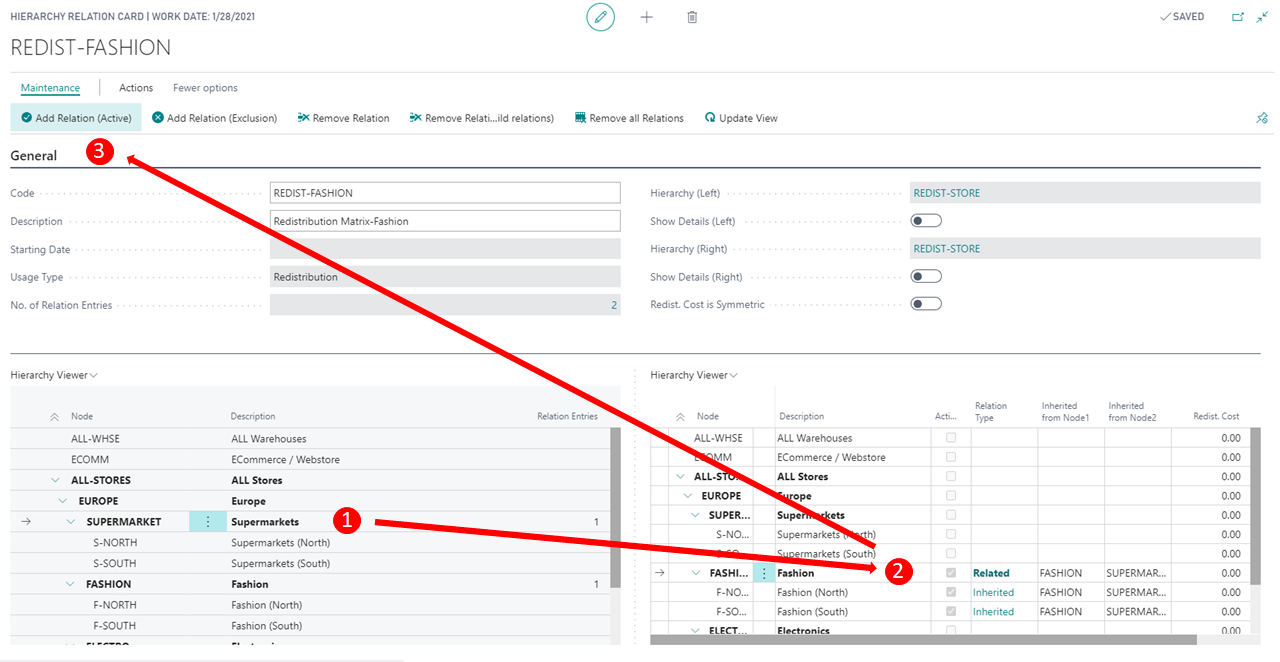 HIERARCHY RELATION CARD | WORK DATE: 1/28/2021
SAVED
REDIST-FASHION
Maintenance Actions Fewer options
Add Relation (Active) Add Relation (Exclusion) Remove Relation Remove Relati...ild relations) Remove all Relations Update View
General 3
Code REDIST-FASHION Hierarchy (Left) REDIST-STORE
Description Redistribution Matrix-Fashion Show Details (Left)
Starting Date Hierarchy (Right) REDIST-STORE
Usage Type Redistribution Show Details (Right)
No. of Relation Entries 2 Redist. Cost is Symmetric
Hierarchy Viewer
Node Description Relation Entries
ALL-WHSE ALL Warehouses
ECOMM ECommerce / Webstore
ALL-STORES ALL Stores
EUROPE Europe
SUPERMARKET Supermarkets 1 1
S-NORTH Supermarkets (North)
S-SOUTH Supermarkets (South)
FASHION Fashion 1
F-NORTH Fashion (North)
F-SOUTH Fashion (South)
Hierarchy Viewer
Node Description Acti... Relation Type Inherited from Node1 Inherited from Node2 Redist. Cost
ALL-WHSE ALL Warehouses 0.00
ECOMM ECommerce / Webstore 0.00
ALL-STO... ALL Stores 0.00
EUROPE Europe 0.00
SUPER... Supermarkets 0.00
S-NO... Supermarkets (North) 0.00
S-SO... Supermarkets (South) 0.00
FASHI... Fashion 2 Related FASHION SUPERMAR... 0.00
F-NO... Fashion (North) Inherited FASHION SUPERMAR... 0.00
F-SO... Fashion (South) Inherited FASHION SUPERMAR... 0.00
ELECT... Electronics 0.00